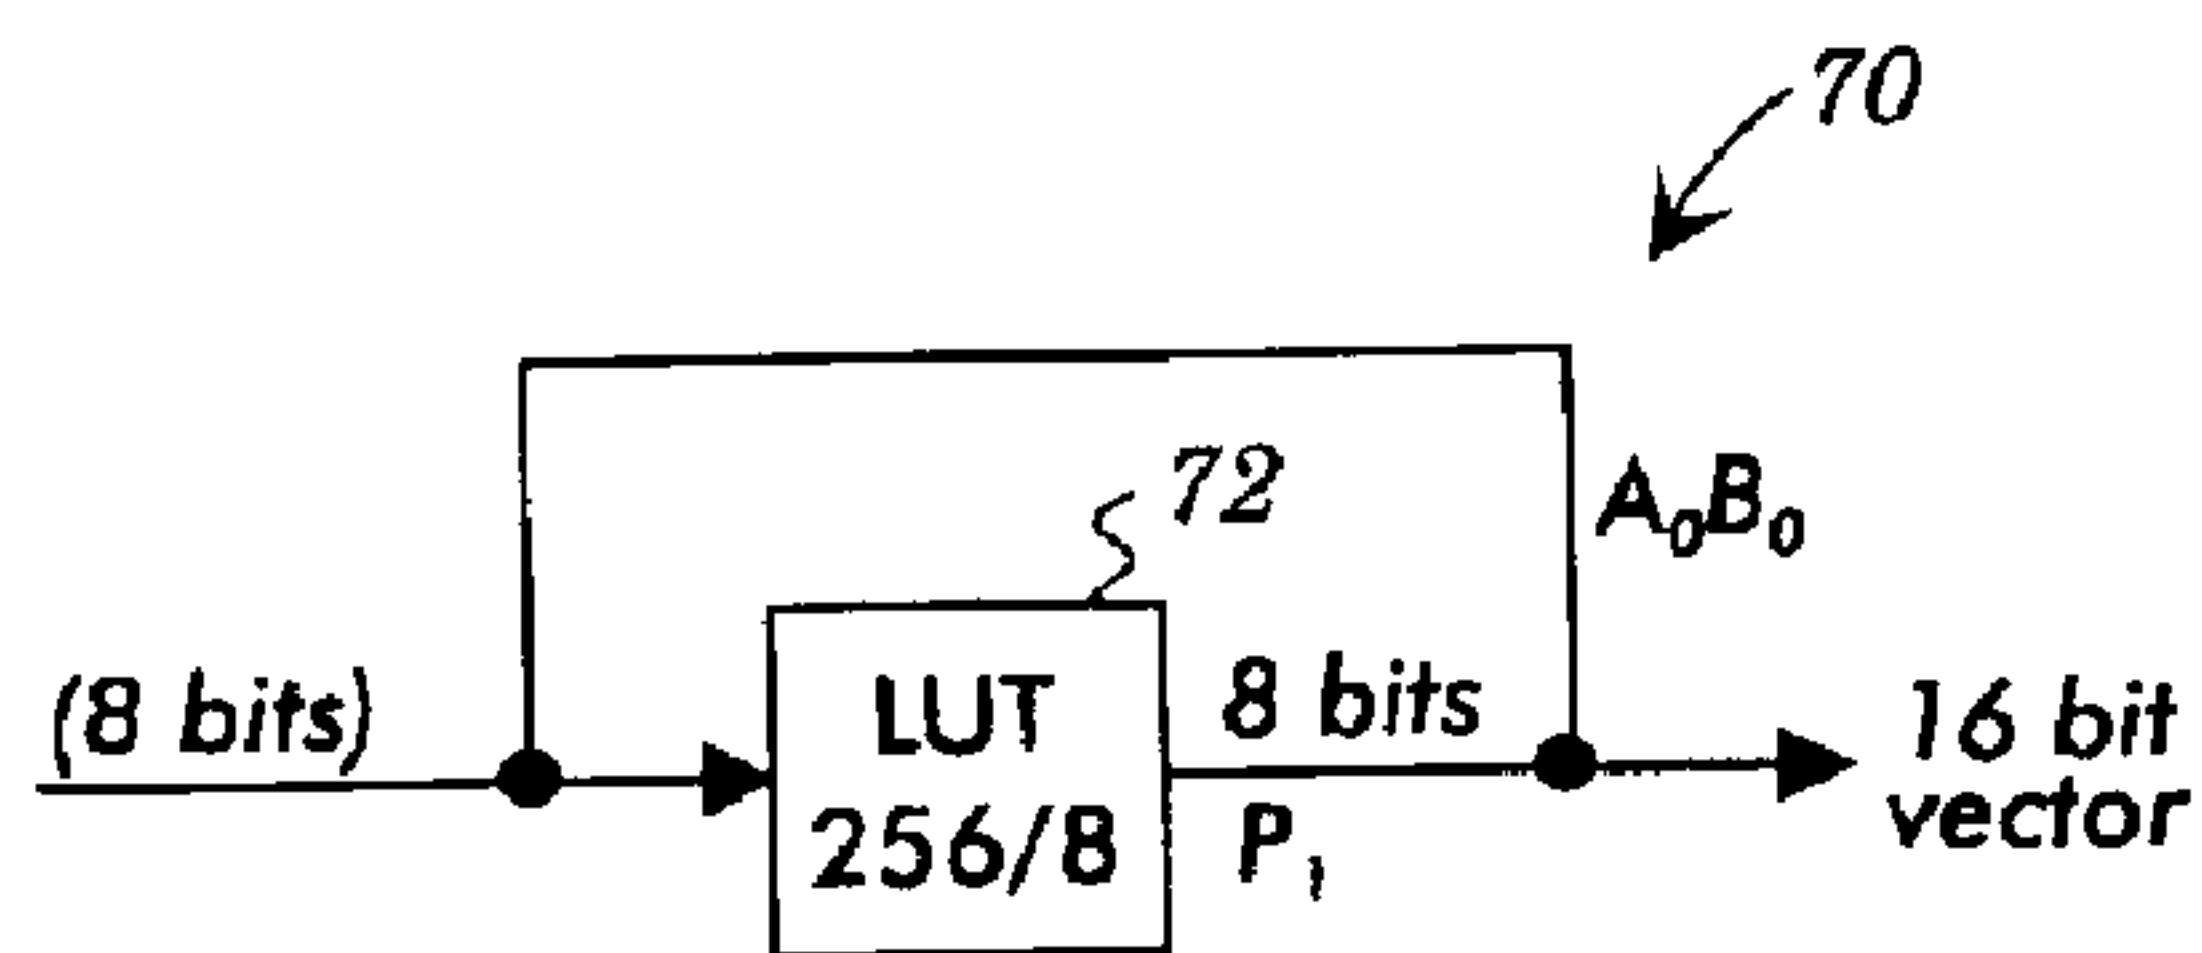 70
72
A₀B₀
(8 bits)
LUT
256/8
8 bits
P₁
16 bit
vector